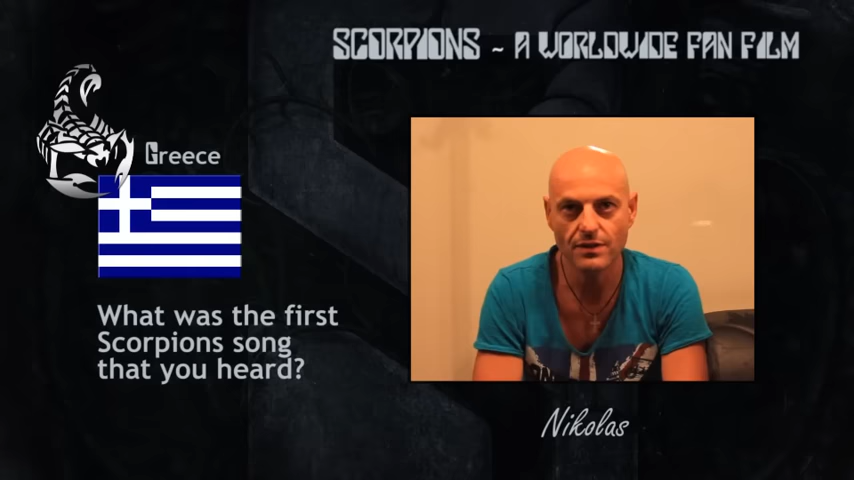 SCORPIONS ~ A WORLDWIDE FAN FILM
Greece
What was the first
Scorpions song
that you heard?
Nikolas